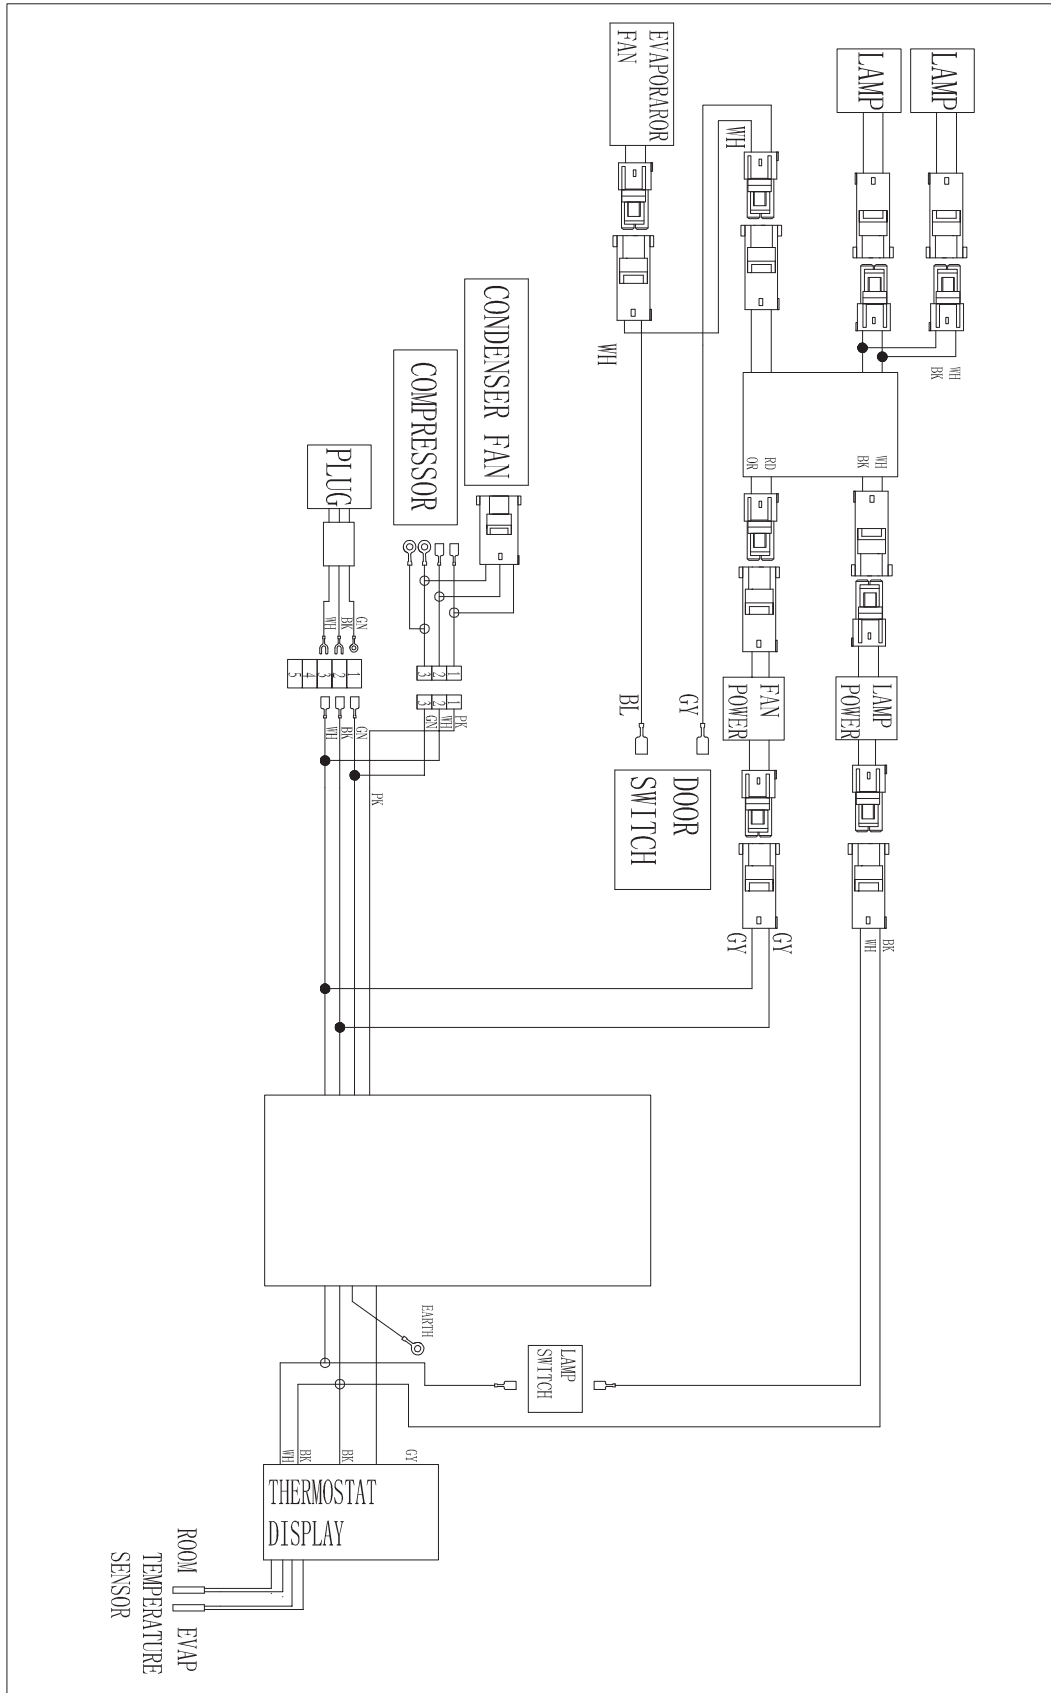 EVAPORAROR
FAN
LAMP
LAMP
WH
CONDENSER FAN
COMPRESSOR
PLUG
WH
WH
BK
WH
BK
RD
OR
GN
BK
WH
1
2
3
4
5
1
2
3
1
2
3
PK
WH
GN
GN
BK
WH
PK
BL
GY
DOOR
SWITCH
FAN
POWER
LAMP
POWER
GY
GY
BK
WH
EARTH
LAMP
SWITCH
WH
BK
BK
GY
THERMOSTAT
DISPLAY
ROOM
EVAP
TEMPERATURE
SENSOR